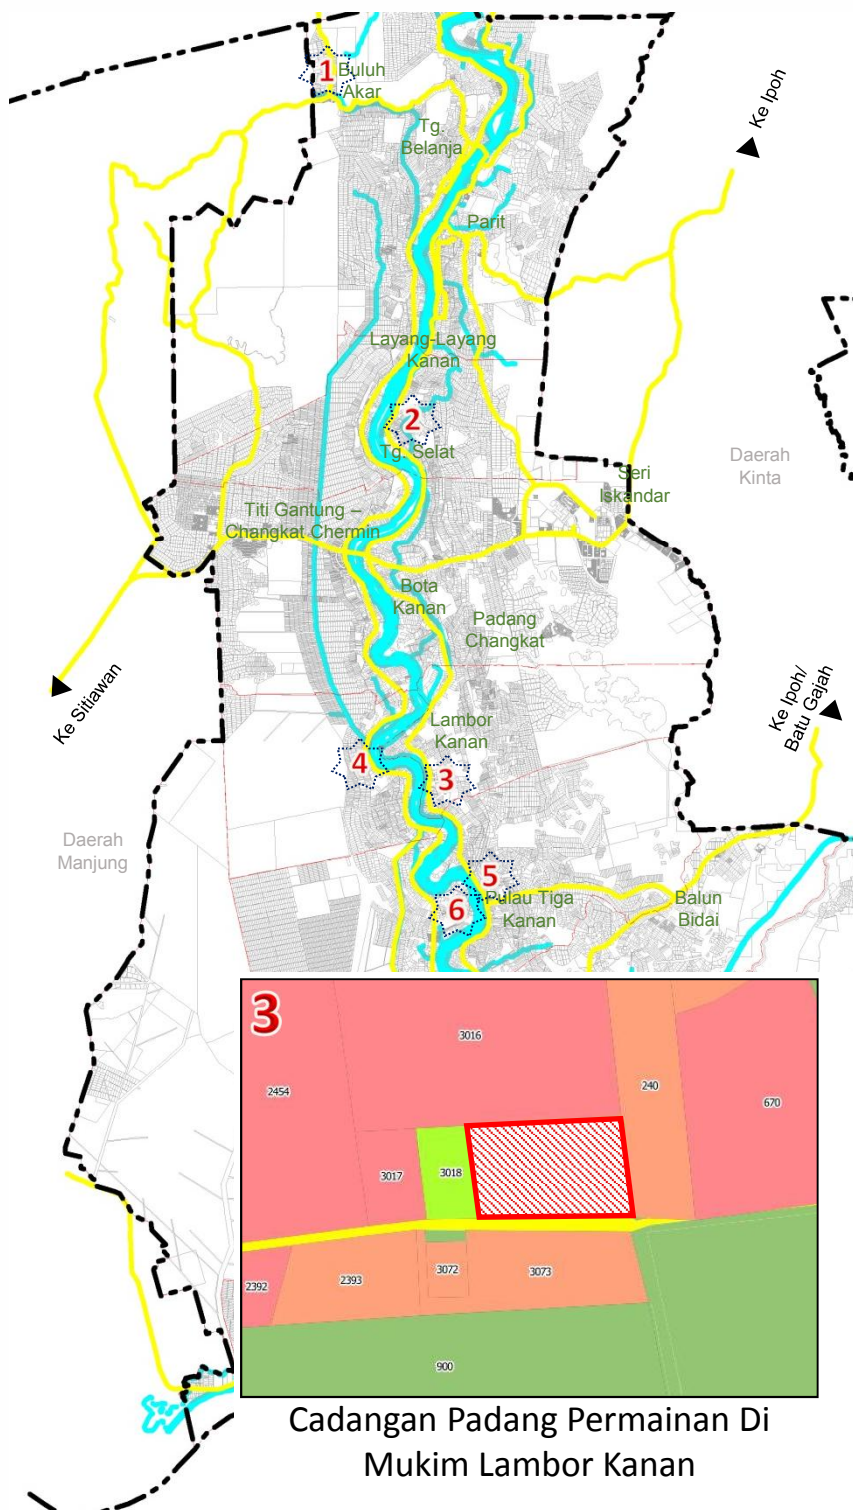 1
Buluh
Akar
Tg.
Belanja
Ke Ipoh
Parit
Layang-Layang
Kanan
2
Tg. Selat
Daerah
Kinta
Seri
Iskandar
Titi Gantung –
Changkat Chermin
Bota
Kanan
Padang
Changkat
Ke Sitiawan
Ke Ipoh/
Batu Gajah
Lambor
Kanan
4
3
Daerah
Manjung
5
6
Pulau Tiga
Kanan
Balun
Bidai
3
3016
2454
240
670
3017
3018
2392
2393
3072
3073
900
Cadangan Padang Permainan Di
Mukim Lambor Kanan